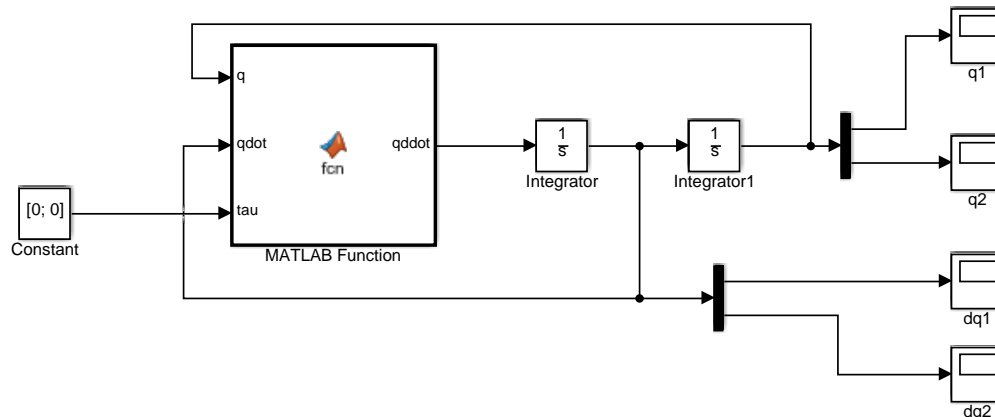 q
qdot
tau
fcn
qddot
MATLAB Function
[0; 0]
Constant
1
s
Integrator
1
s
Integrator1
q1
q2
dq1
dq2